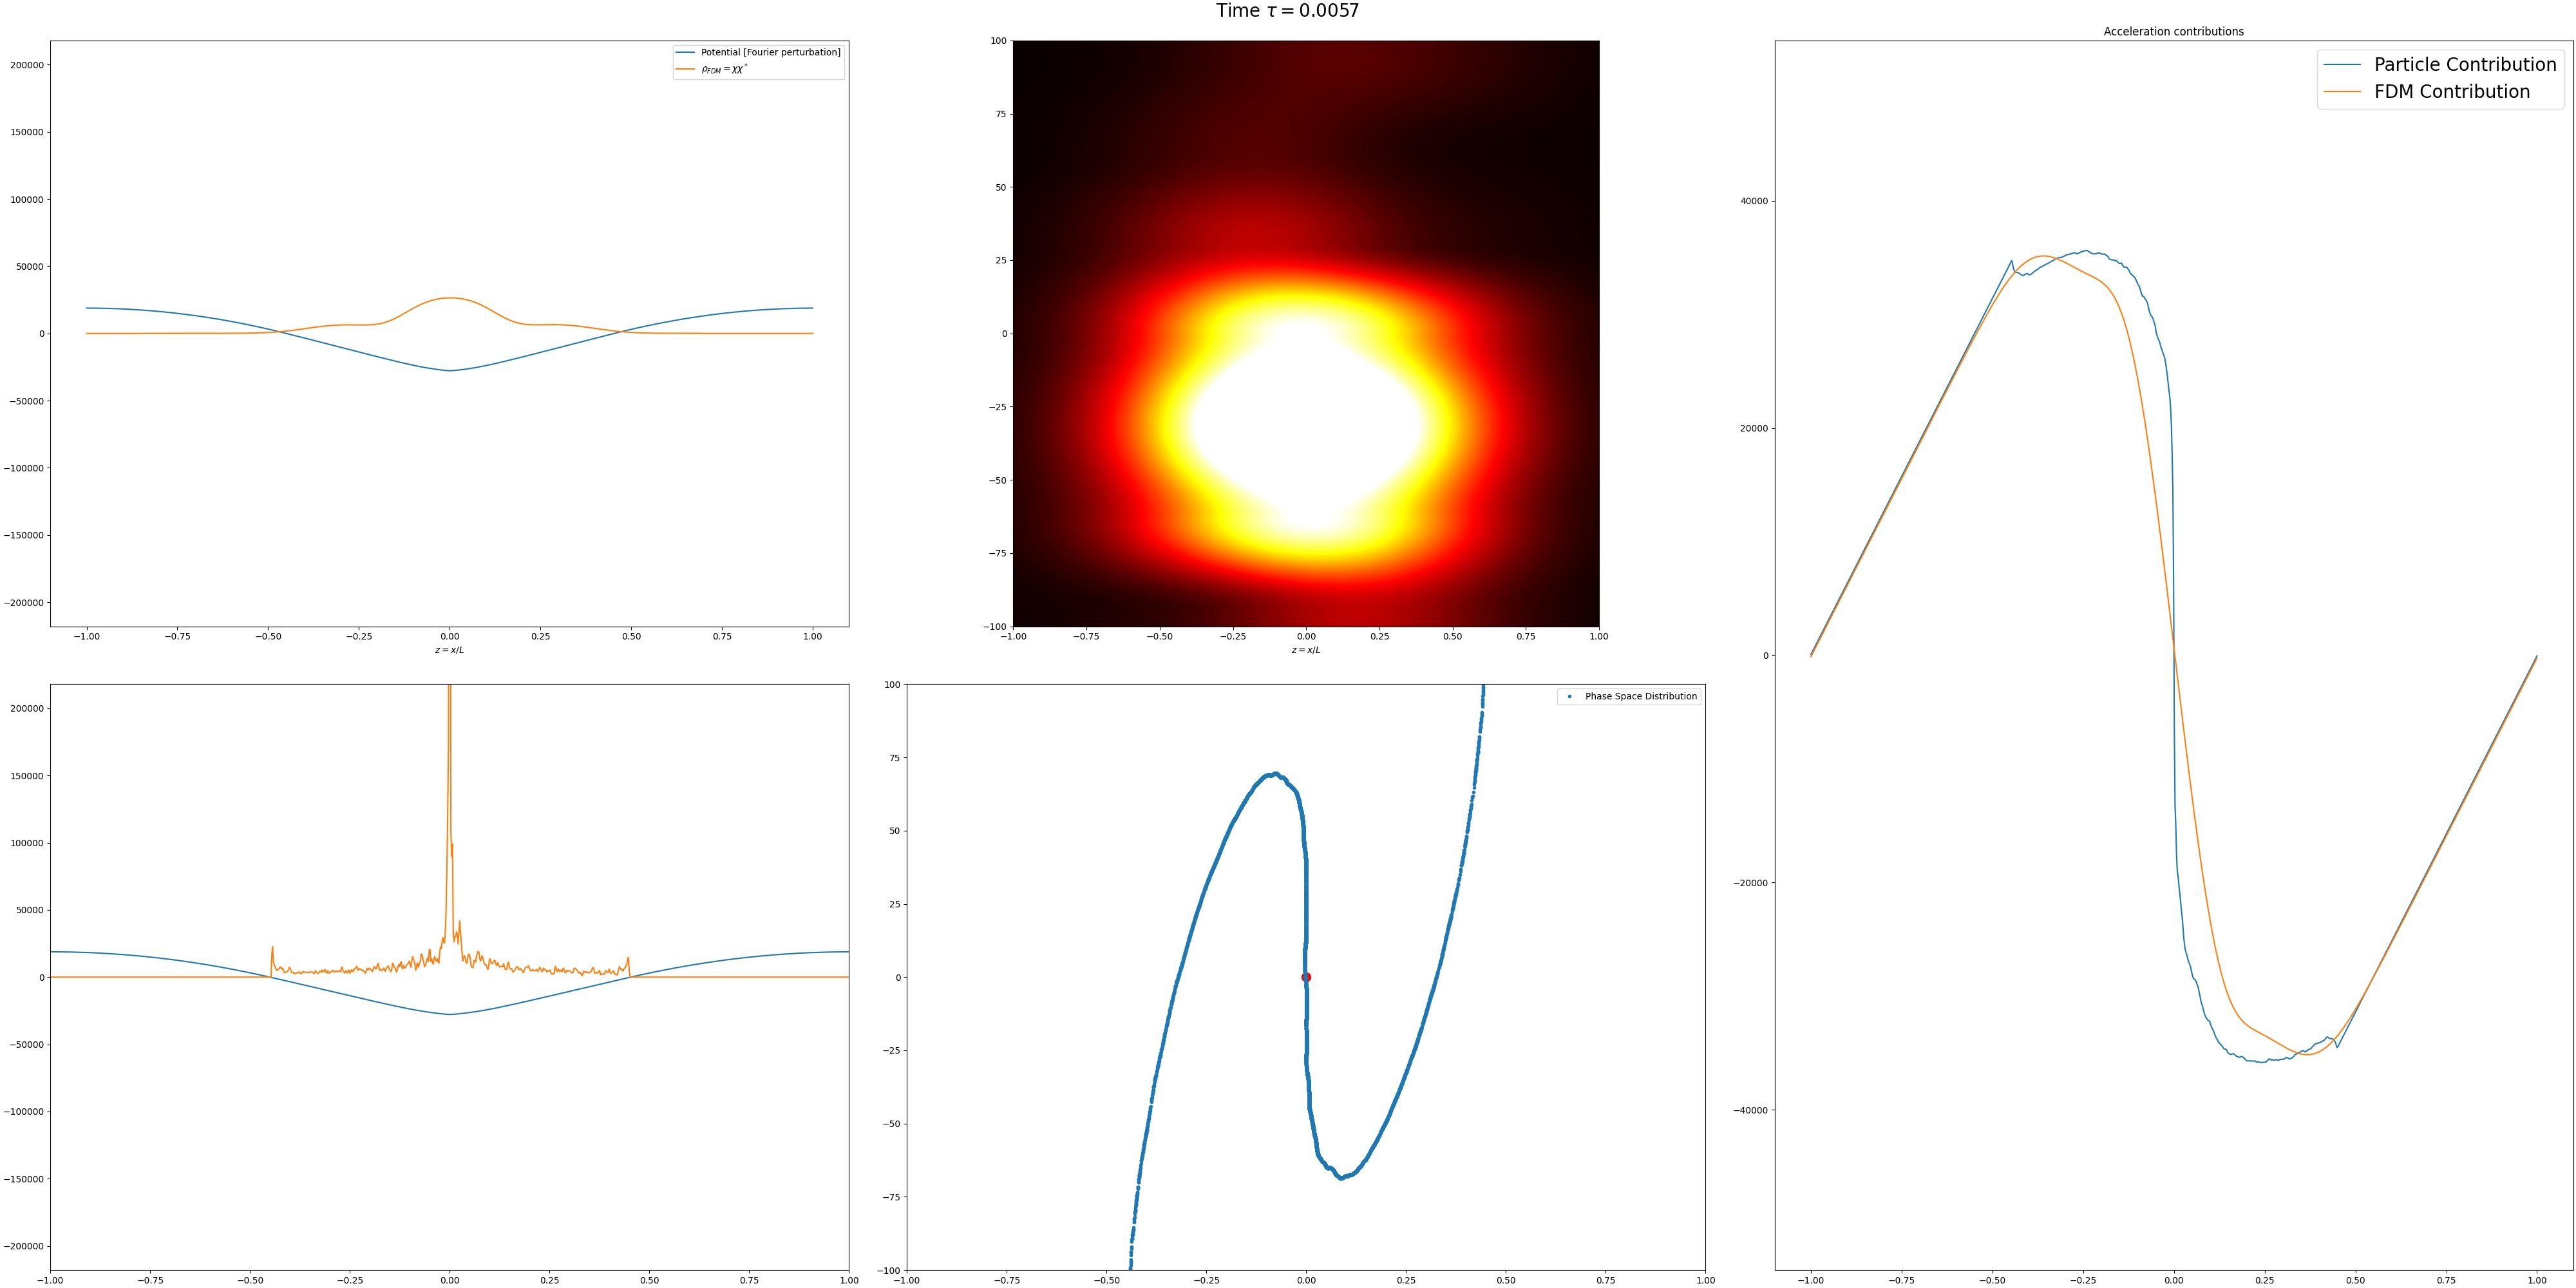 Time τ = 0.0057
Potential [Fourier perturbation]
ρ_FDM = χχ*
200000
150000
100000
50000
0
−50000
−100000
−150000
−200000
−1.00 −0.75 −0.50 −0.25 0.00 0.25 0.50 0.75 1.00
z = x/L
100
75
50
25
0
−25
−50
−75
−100
−1.00 −0.75 −0.50 −0.25 0.00 0.25 0.50 0.75 1.00
z = x/L
Acceleration contributions
Particle Contribution
FDM Contribution
40000
20000
0
−20000
−40000
−1.00 −0.75 −0.50 −0.25 0.00 0.25 0.50 0.75 1.00
200000
150000
100000
50000
0
−50000
−100000
−150000
−200000
−1.00 −0.75 −0.50 −0.25 0.00 0.25 0.50 0.75 1.00
Phase Space Distribution
100
75
50
25
0
−25
−50
−75
−100
−1.00 −0.75 −0.50 −0.25 0.00 0.25 0.50 0.75 1.00